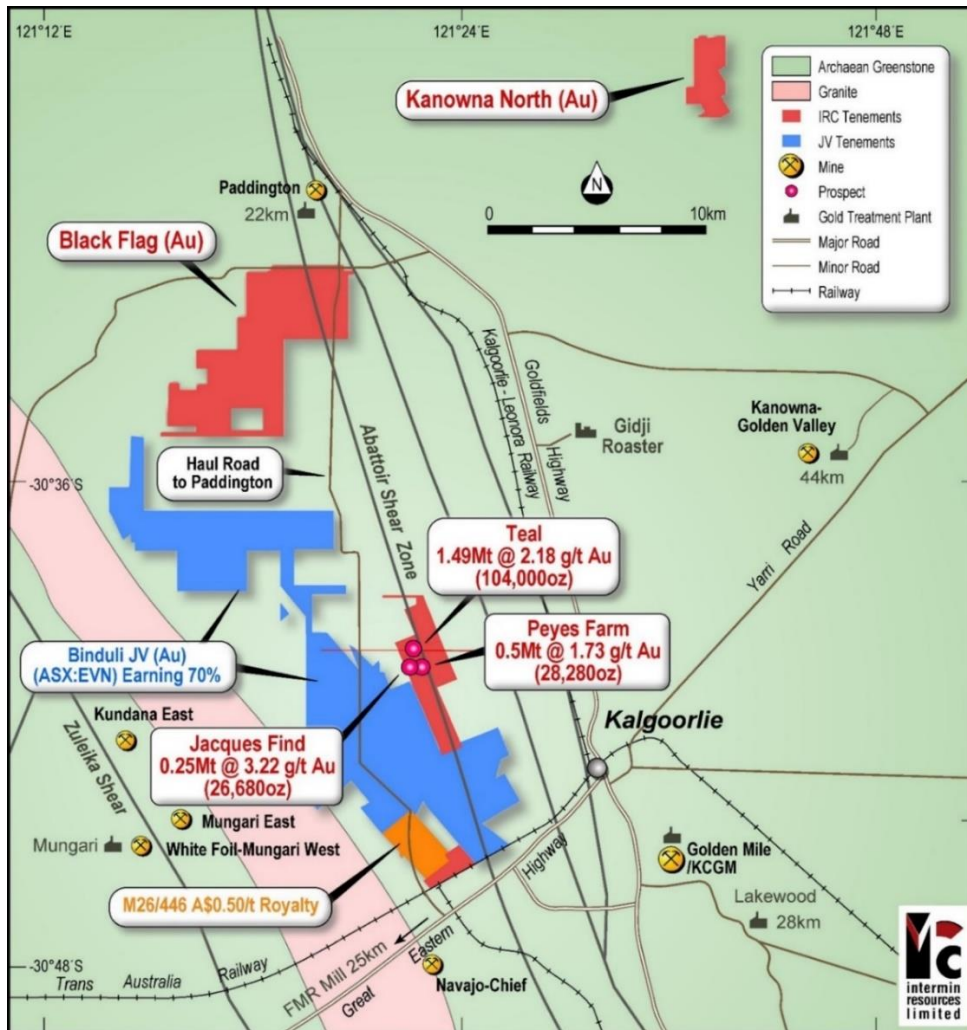 121°12'E
121°24'E
121°48'E
Kanowna North (Au)
Archaean Greenstone
Granite
IRC Tenements
JV Tenements
Mine
Prospect
Gold Treatment Plant
Major Road
Minor Road
Railway
N
0
10km
Paddington
22km
Black Flag (Au)
Kalgoorlie - Leonora Railway
Goldfields
Highway
Abattoir Shear Zone
Gidji
Roaster
Kanowna-
Golden Valley
44km
Yarri Road
Haul Road
to Paddington
-30°36'S
Teal
1.49Mt @ 2.18 g/t Au
(104,000oz)
Peyes Farm
0.5Mt @ 1.73 g/t Au
(28,280oz)
Binduli JV (Au)
(ASX:EVN) Earning 70%
Kundana East
Zuleika Shear
Jacques Find
0.25Mt @ 3.22 g/t Au
(26,680oz)
Kalgoorlie
Mungari East
Mungari
White Foil-Mungari West
Golden Mile
/KCGM
M26/446 A$0.50/t Royalty
Lakewood
28km
-30°48'S
Trans Australia Railway
FMR Mill 25km
Great Eastern Highway
Navajo-Chief
intermin
resources
limited